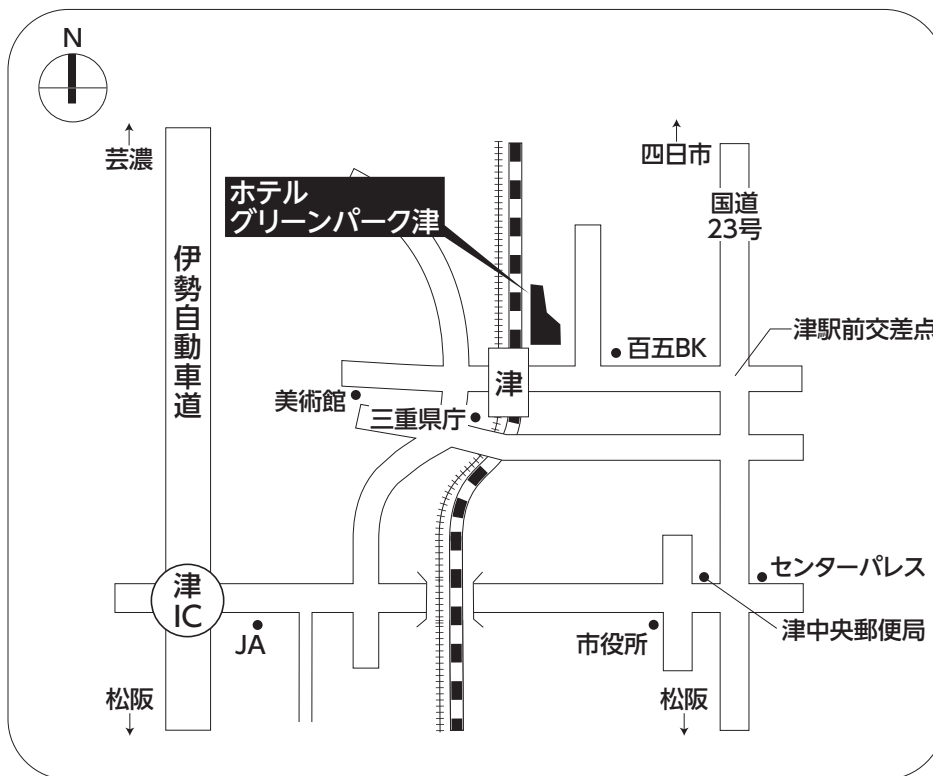 N
芸濃
四日市
ホテル
グリーンパーク津
国道
23号
伊勢自動車道
津駅前交差点
百五BK
津
美術館
三重県庁
津
IC
センターパレス
JA
市役所
津中央郵便局
松阪
松阪